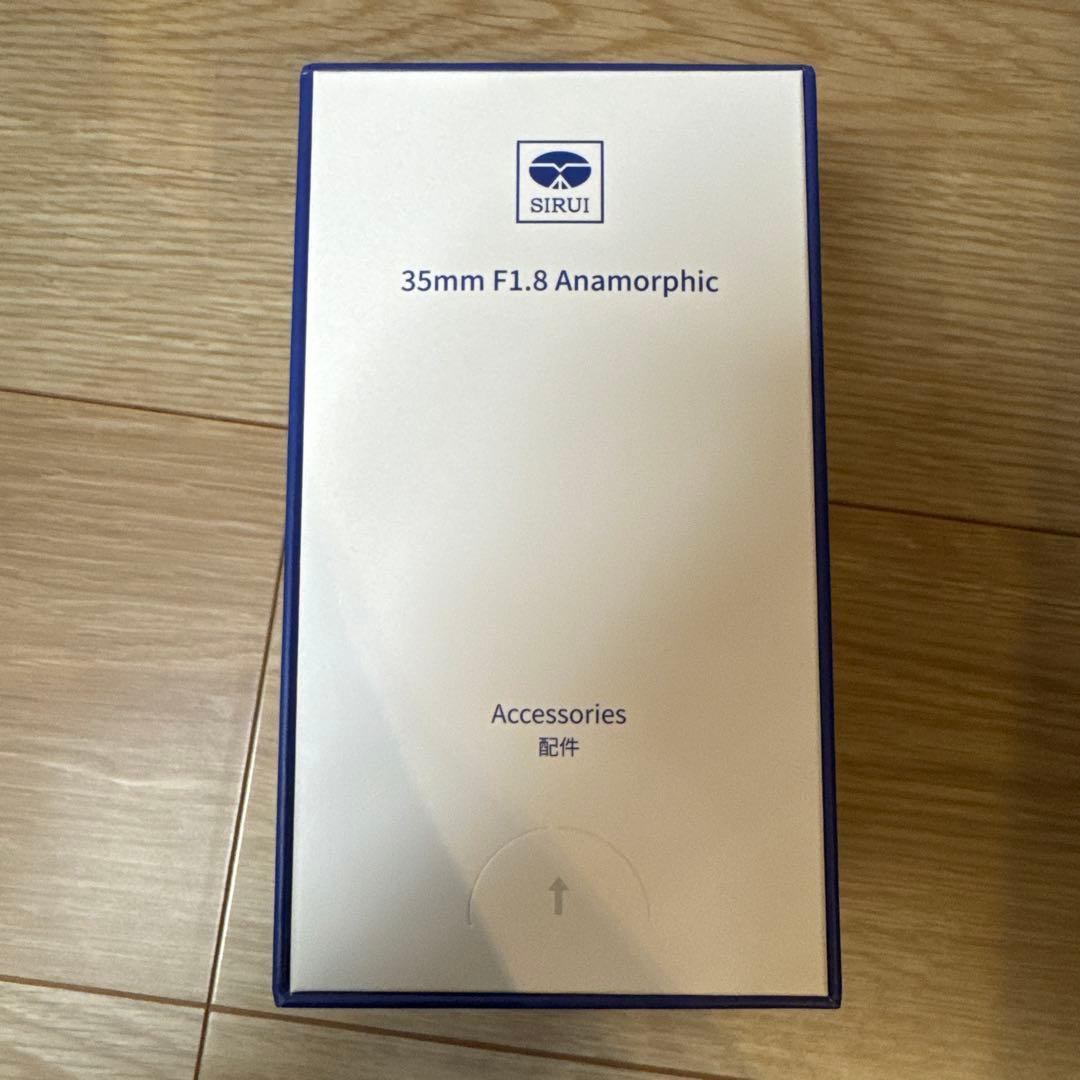 SIRUI
35mm F1.8 Anamorphic
Accessories
配件